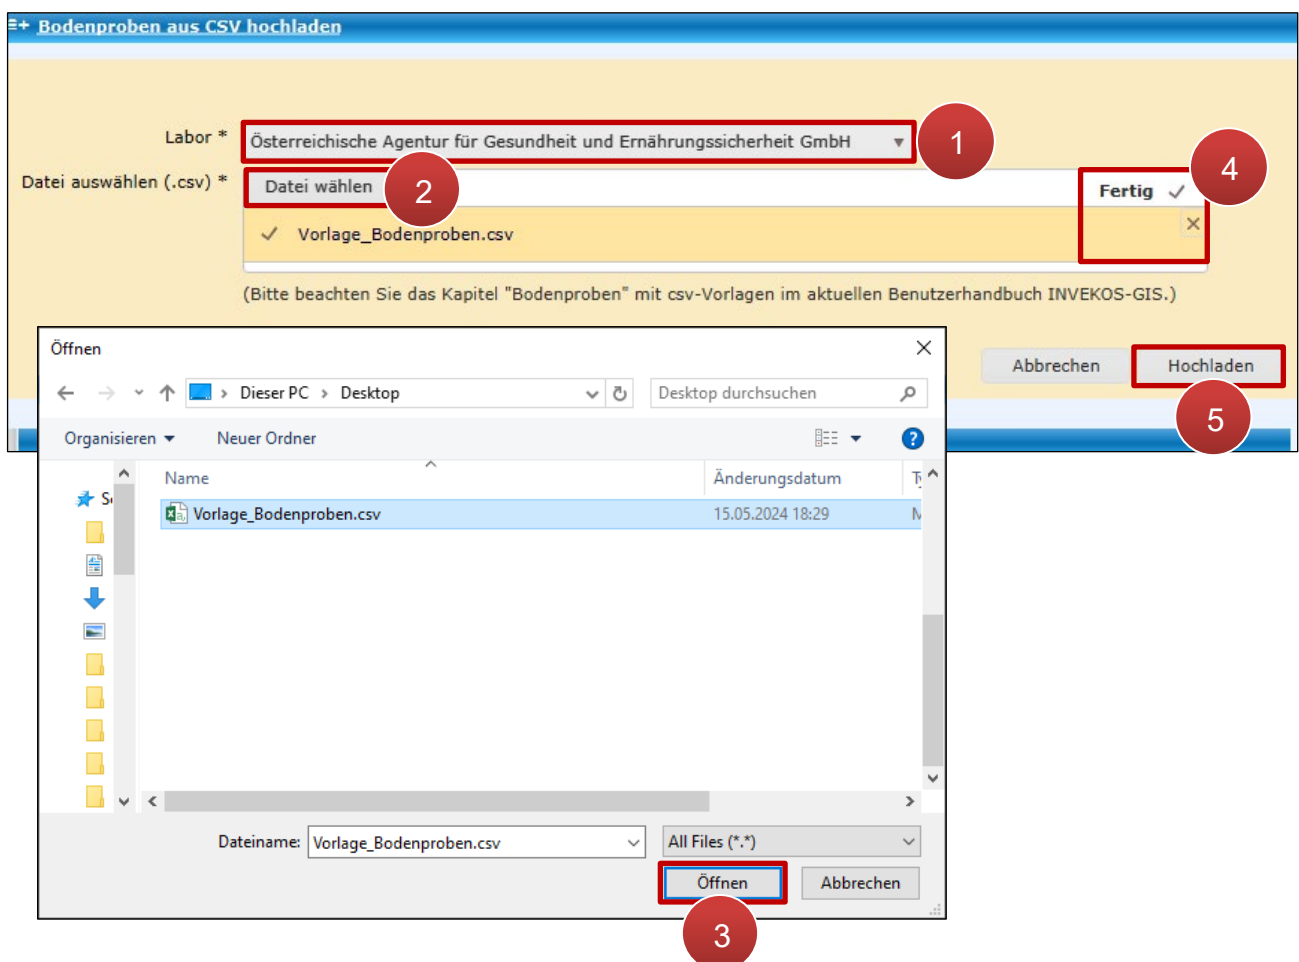 Bodenproben aus CSV hochladen
Labor * Österreichische Agentur für Gesundheit und Ernährungssicherheit GmbH 1
Datei auswählen (.csv) * Datei wählen 2 Fertig 4
Vorlage_Bodenproben.csv
(Bitte beachten Sie das Kapitel "Bodenproben" mit csv-Vorlagen im aktuellen Benutzerhandbuch INVEKOS-GIS.)
Abbrechen Hochladen
5
Öffnen
Dieser PC > Desktop Desktop durchsuchen
Organisieren Neuer Ordner
Name Änderungsdatum
Vorlage_Bodenproben.csv 15.05.2024 18:29
Dateiname: Vorlage_Bodenproben.csv All Files (*.*)
Öffnen Abbrechen
3